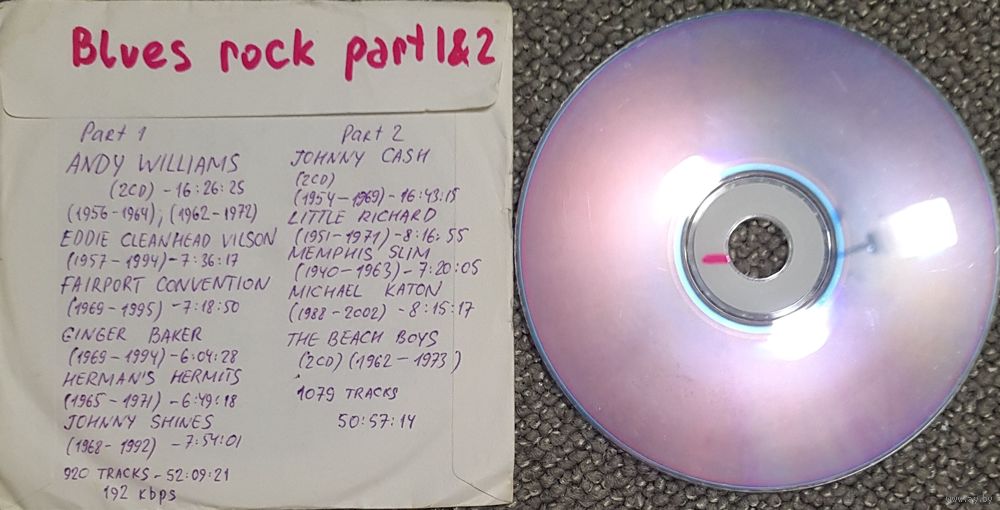 Blues rock part 1&2
Part 1
ANDY WILLIAMS
(2CD) - 16:26:25
(1956-1964), (1962-1972)
EDDIE CLEANHEAD VILSON
(1957-1994)-7:36:17
FAIRPORT CONVENTION
(1969-1995) -7:18:50
GINGER BAKER
(1969-1994)-6:04:28
HERMAN'S HERMITS
(1965-1971)-6:49:18
JOHNNY SHINES
(1968-1992) -7:54:01
920 TRACKS-52:09:21
192 kbps
Part 2
JOHNNY CASH
(2CD)
(1954-1969)-16:43:15
LITTLE RICHARD
(1951-1971)-8:16:55
MEMPHIS SLIM
(1940-1963)-7:20:05
MICHAEL KATON
(1988-2002) -8:15:17
THE BEACH BOYS
(2CD) (1962-1973)
1079 TRACKS
50:57:14
www.ay.by